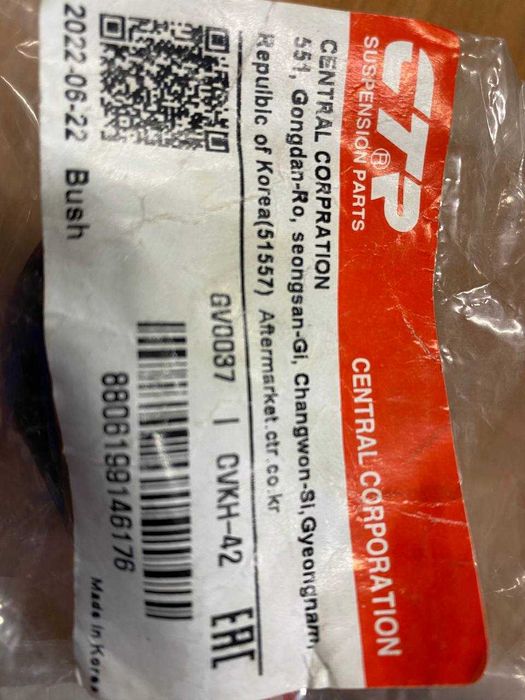 CTR
SUSPENSION PARTS
®
CENTRAL CORPORATION
CENTRAL CORPRATION
551, Gongdan-Ro, seongsan-Gi, Changwon-Si, Gyeongnam,
Repulblc of Korea(51557) Aftermarket.ctr.co.kr
GV0037 | CVKH-42
EAC
8806199146176
2022-06-22 Bush
Made in Korea